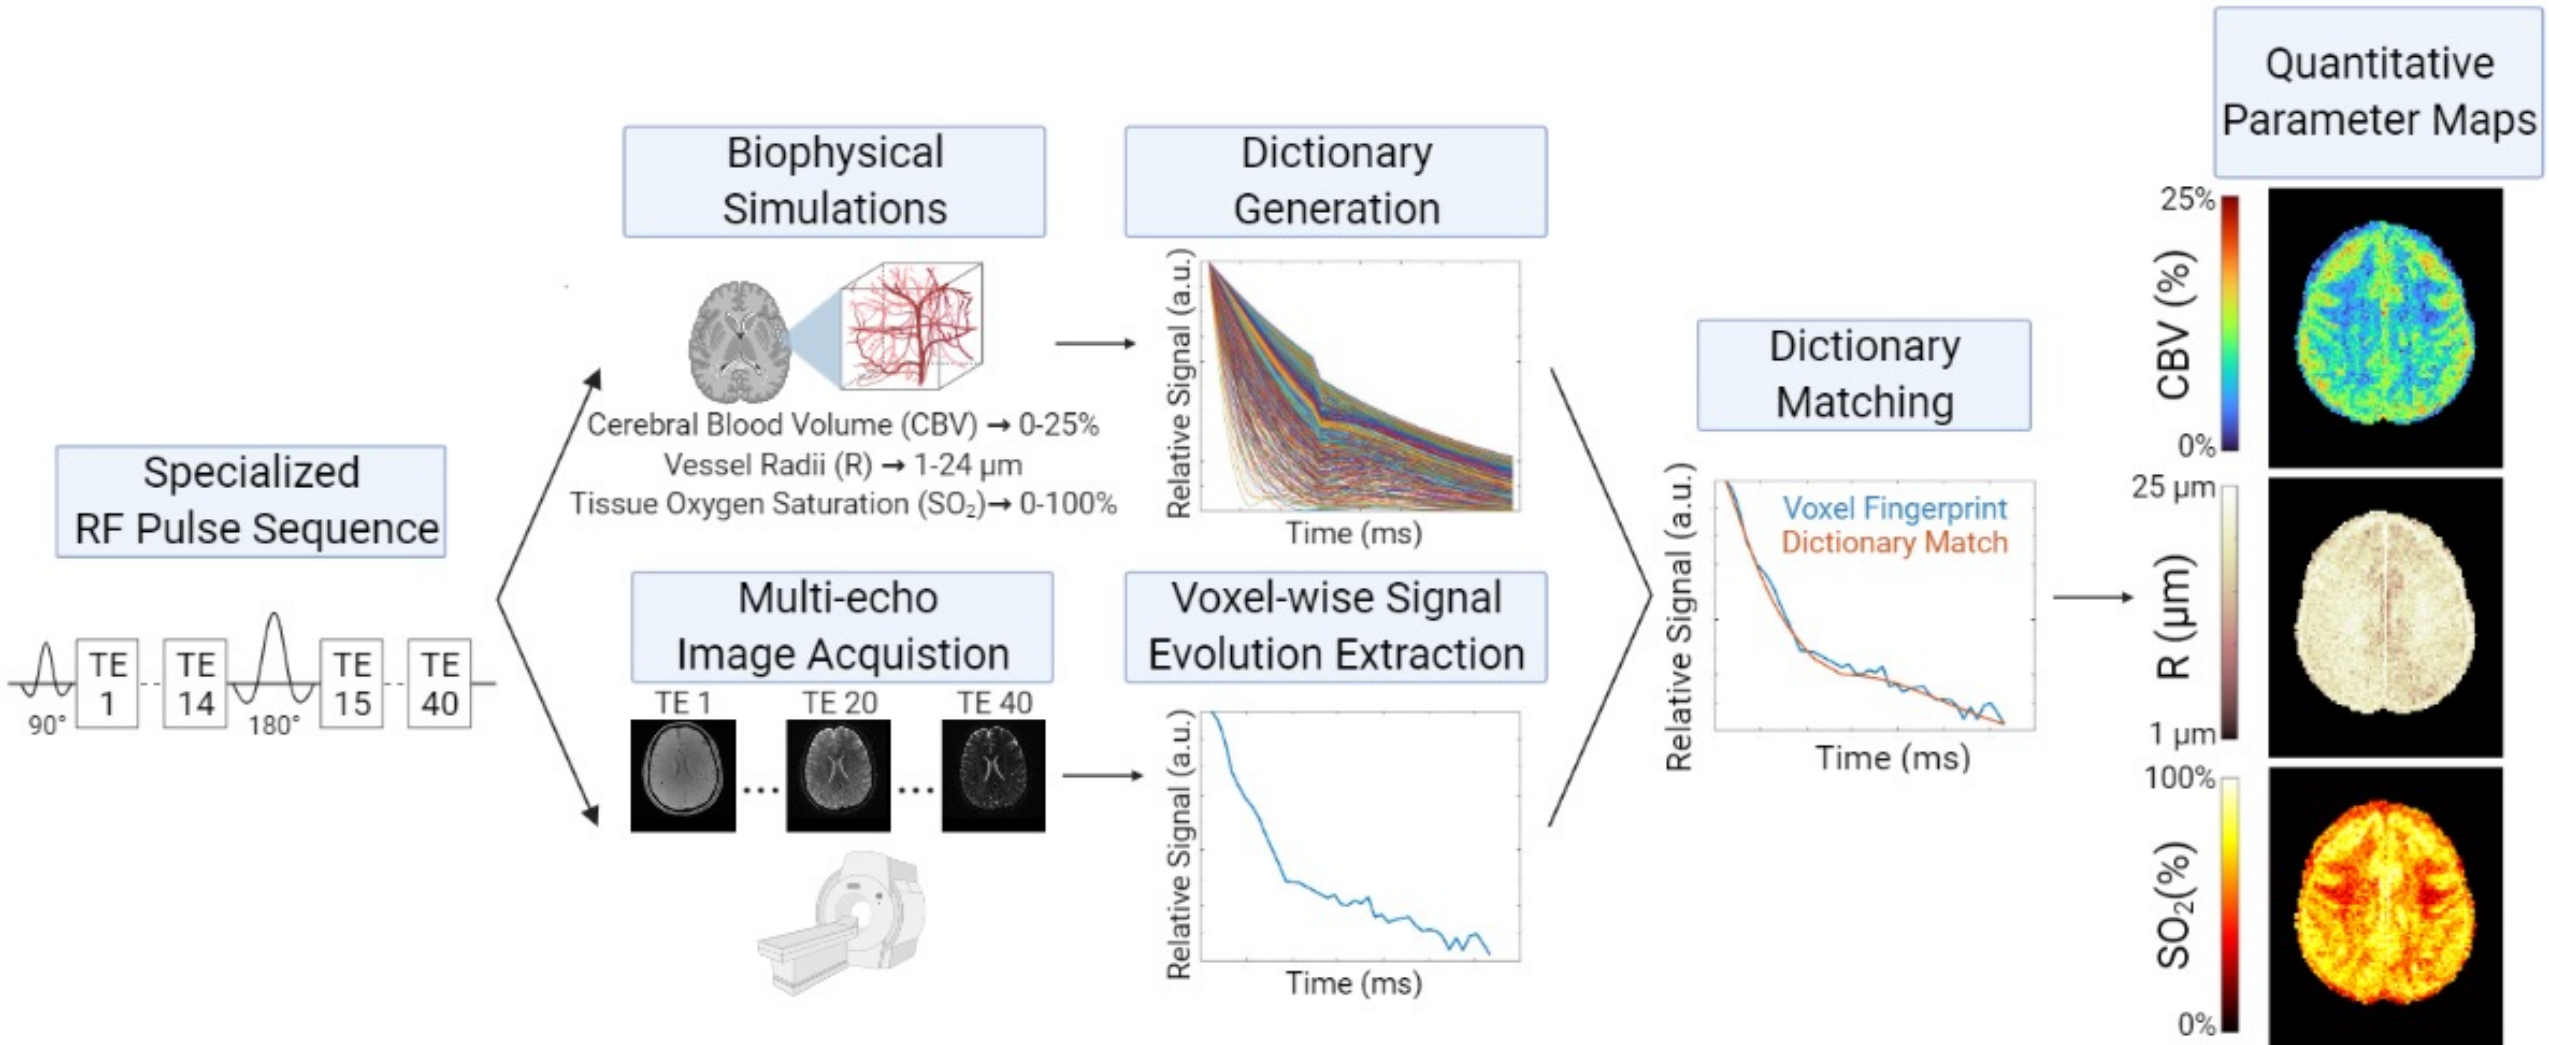 Specialized
RF Pulse Sequence
TE
1
TE
14
TE
15
TE
40
90°
180°
Biophysical
Simulations
Cerebral Blood Volume (CBV) → 0-25%
Vessel Radii (R) → 1-24 µm
Tissue Oxygen Saturation (SO₂)→ 0-100%
Dictionary
Generation
Relative Signal (a.u.)
Time (ms)
Multi-echo
Image Acquistion
TE 1
TE 20
TE 40
Voxel-wise Signal
Evolution Extraction
Relative Signal (a.u.)
Time (ms)
Dictionary
Matching
Voxel Fingerprint
Dictionary Match
Relative Signal (a.u.)
Time (ms)
Quantitative
Parameter Maps
25%
CBV (%)
0%
25 µm
R (µm)
1 µm
100%
SO₂(%)
0%